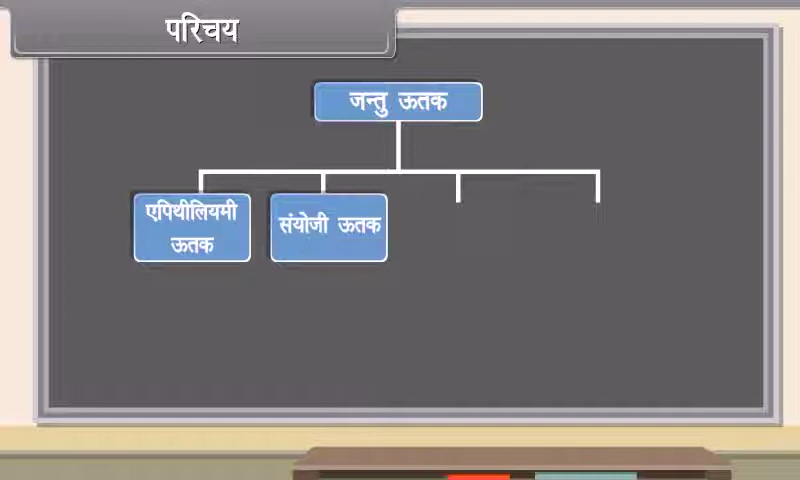 परिचय
जन्तु ऊतक
एपिथीलियमी
ऊतक
संयोजी ऊतक